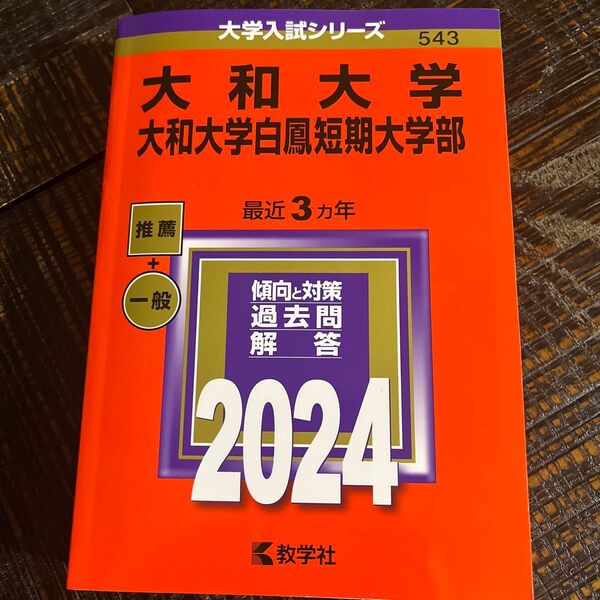 大学入試シリーズ
543
大和大学
大和大学白鳳短期大学部
最近3カ年
推薦
+
一般
傾向と対策
過去問
解答
2024
教学社